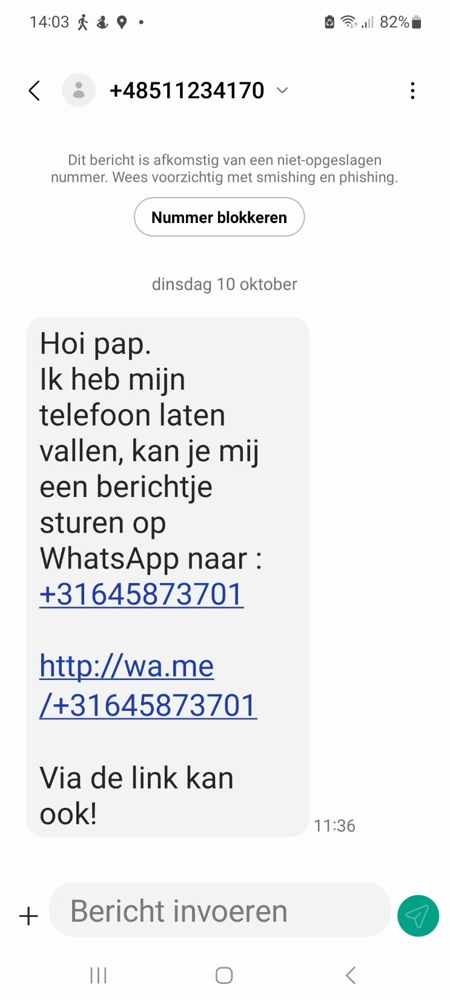 14:03
82%
+48511234170
Dit bericht is afkomstig van een niet-opgeslagen
nummer. Wees voorzichtig met smishing en phishing.
Nummer blokkeren
dinsdag 10 oktober
Hoi pap.
Ik heb mijn
telefoon laten
vallen, kan je mij
een berichtje
sturen op
WhatsApp naar :
+31645873701
http://wa.me
/+31645873701
Via de link kan
ook!
11:36
Bericht invoeren